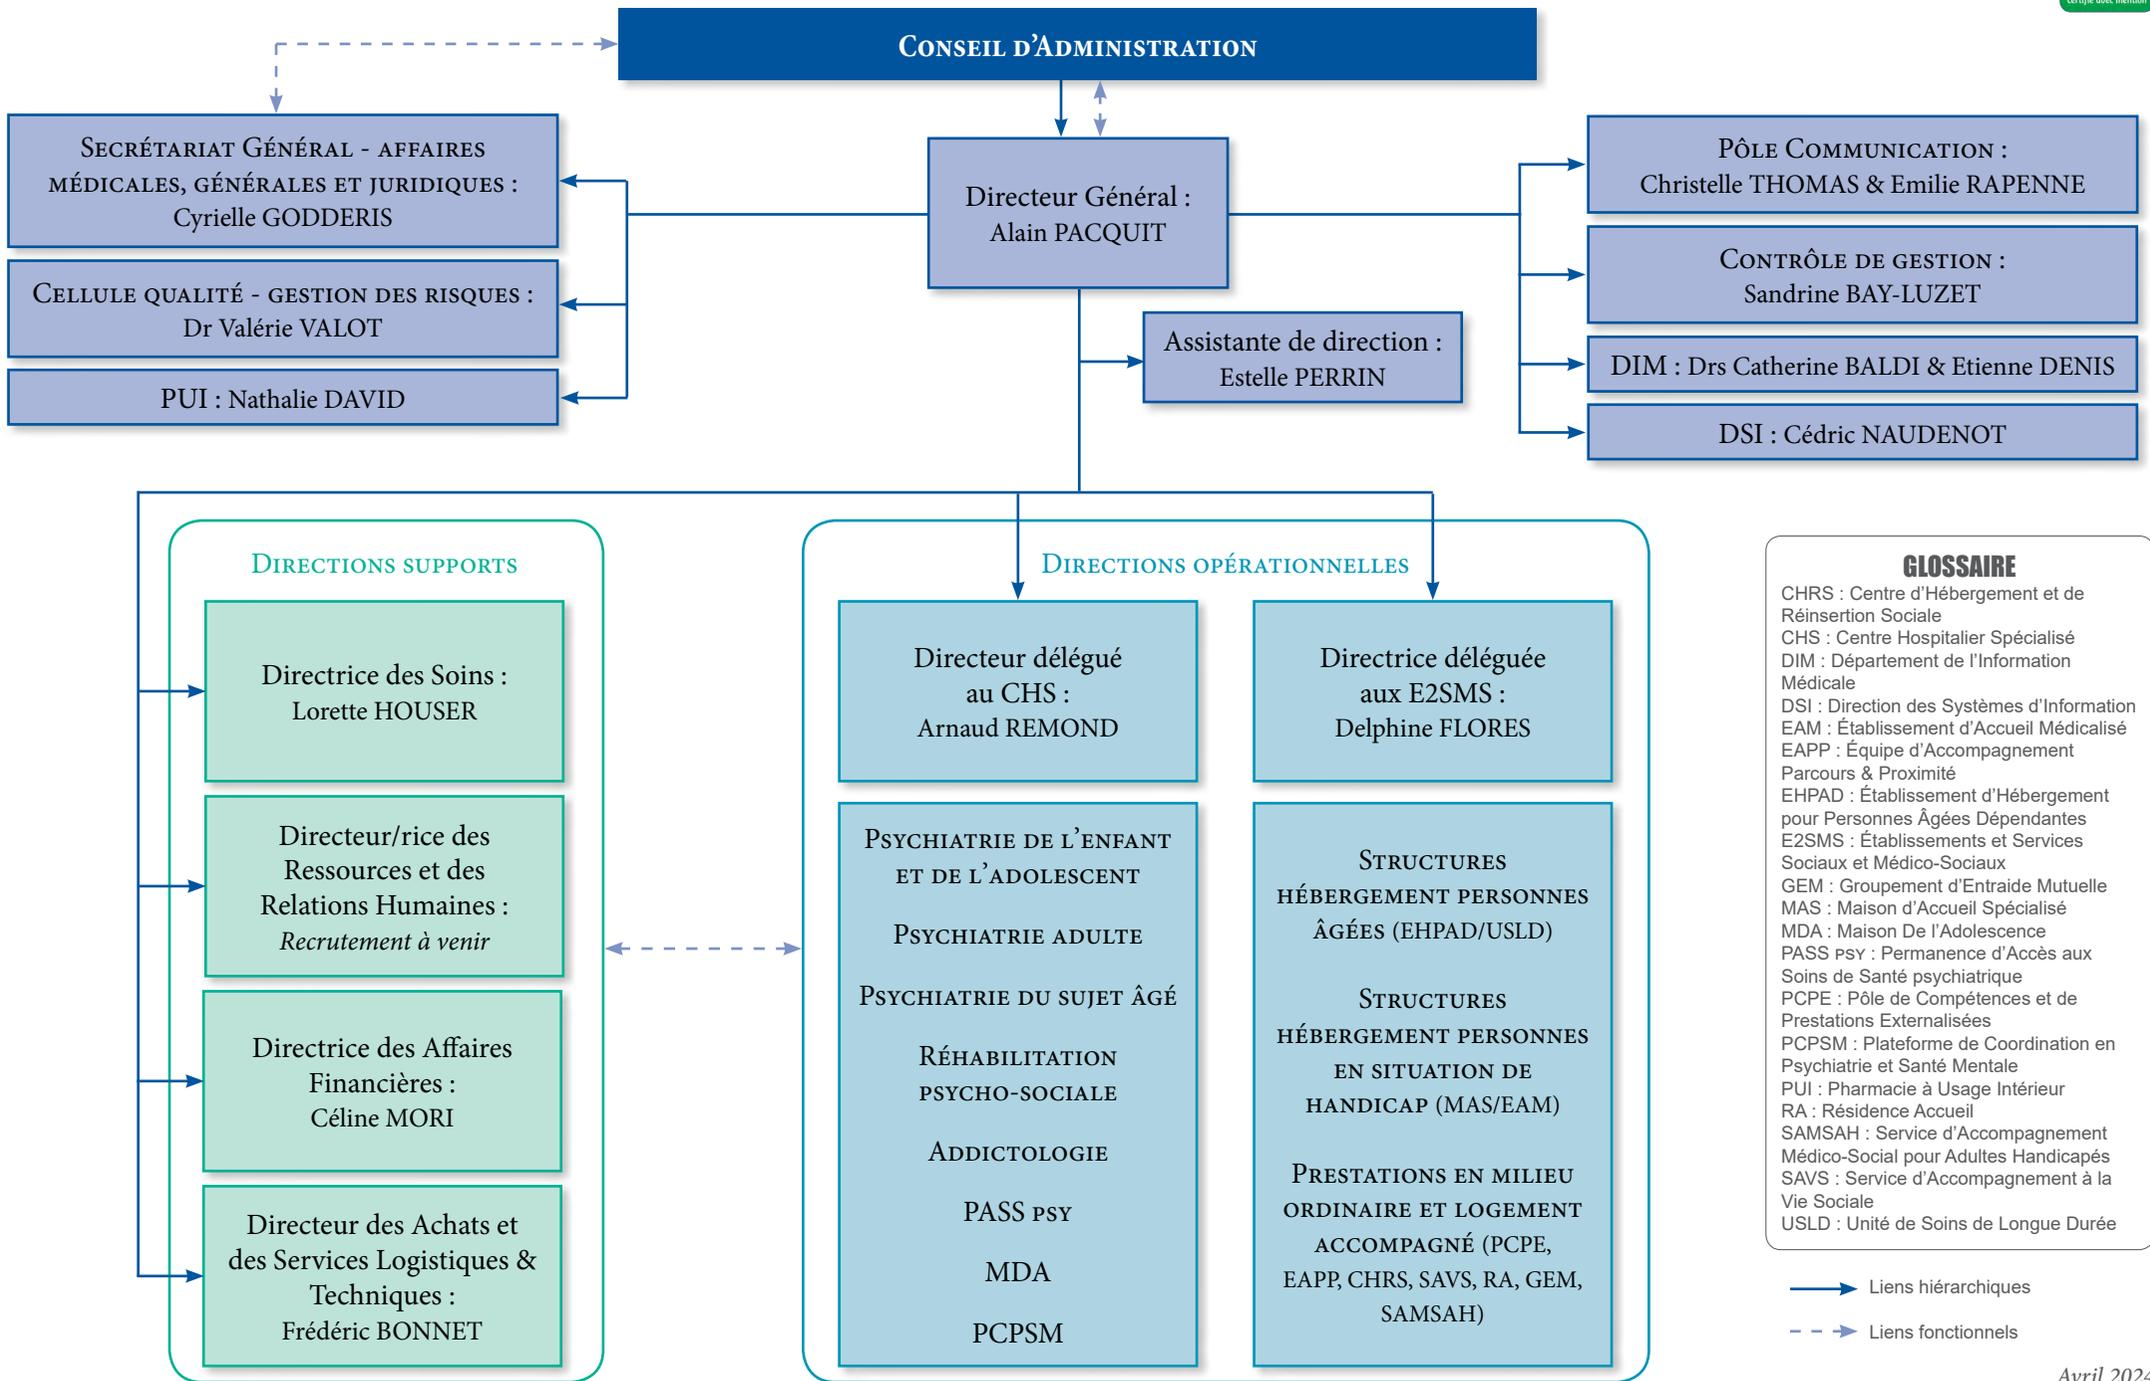 certifié avec mention
CONSEIL D'ADMINISTRATION
SECRÉTARIAT GÉNÉRAL - AFFAIRES
MÉDICALES, GÉNÉRALES ET JURIDIQUES :
Cyrielle GODDERIS
CELLULE QUALITÉ - GESTION DES RISQUES :
Dr Valérie VALOT
PUI : Nathalie DAVID
Directeur Général :
Alain PACQUIT
Assistante de direction :
Estelle PERRIN
PÔLE COMMUNICATION :
Christelle THOMAS & Emilie RAPENNE
CONTRÔLE DE GESTION :
Sandrine BAY-LUZET
DIM : Drs Catherine BALDI & Etienne DENIS
DSI : Cédric NAUDENOT
DIRECTIONS SUPPORTS
Directrice des Soins :
Lorette HOUSER
Directeur/rice des
Ressources et des
Relations Humaines :
Recrutement à venir
Directrice des Affaires
Financières :
Céline MORI
Directeur des Achats et
des Services Logistiques &
Techniques :
Frédéric BONNET
DIRECTIONS OPÉRATIONNELLES
Directeur délégué
au CHS :
Arnaud REMOND
PSYCHIATRIE DE L'ENFANT
ET DE L'ADOLESCENT
PSYCHIATRIE ADULTE
PSYCHIATRIE DU SUJET ÂGÉ
RÉHABILITATION
PSYCHO-SOCIALE
ADDICTOLOGIE
PASS PSY
MDA
PCPSM
Directrice déléguée
aux E2SMS :
Delphine FLORES
STRUCTURES
HÉBERGEMENT PERSONNES
ÂGÉES (EHPAD/USLD)
STRUCTURES
HÉBERGEMENT PERSONNES
EN SITUATION DE
HANDICAP (MAS/EAM)
PRESTATIONS EN MILIEU
ORDINAIRE ET LOGEMENT
ACCOMPAGNÉ (PCPE,
EAPP, CHRS, SAVS, RA, GEM,
SAMSAH)
GLOSSAIRE
CHRS : Centre d'Hébergement et de
Réinsertion Sociale
CHS : Centre Hospitalier Spécialisé
DIM : Département de l'Information
Médicale
DSI : Direction des Systèmes d'Information
EAM : Établissement d'Accueil Médicalisé
EAPP : Équipe d'Accompagnement
Parcours & Proximité
EHPAD : Établissement d'Hébergement
pour Personnes Âgées Dépendantes
E2SMS : Établissements et Services
Sociaux et Médico-Sociaux
GEM : Groupement d'Entraide Mutuelle
MAS : Maison d'Accueil Spécialisé
MDA : Maison De l'Adolescence
PASS PSY : Permanence d'Accès aux
Soins de Santé psychiatrique
PCPE : Pôle de Compétences et de
Prestations Externalisées
PCPSM : Plateforme de Coordination en
Psychiatrie et Santé Mentale
PUI : Pharmacie à Usage Intérieur
RA : Résidence Accueil
SAMSAH : Service d'Accompagnement
Médico-Social pour Adultes Handicapés
SAVS : Service d'Accompagnement à la
Vie Sociale
USLD : Unité de Soins de Longue Durée
Liens hiérarchiques
Liens fonctionnels
Avril 2024